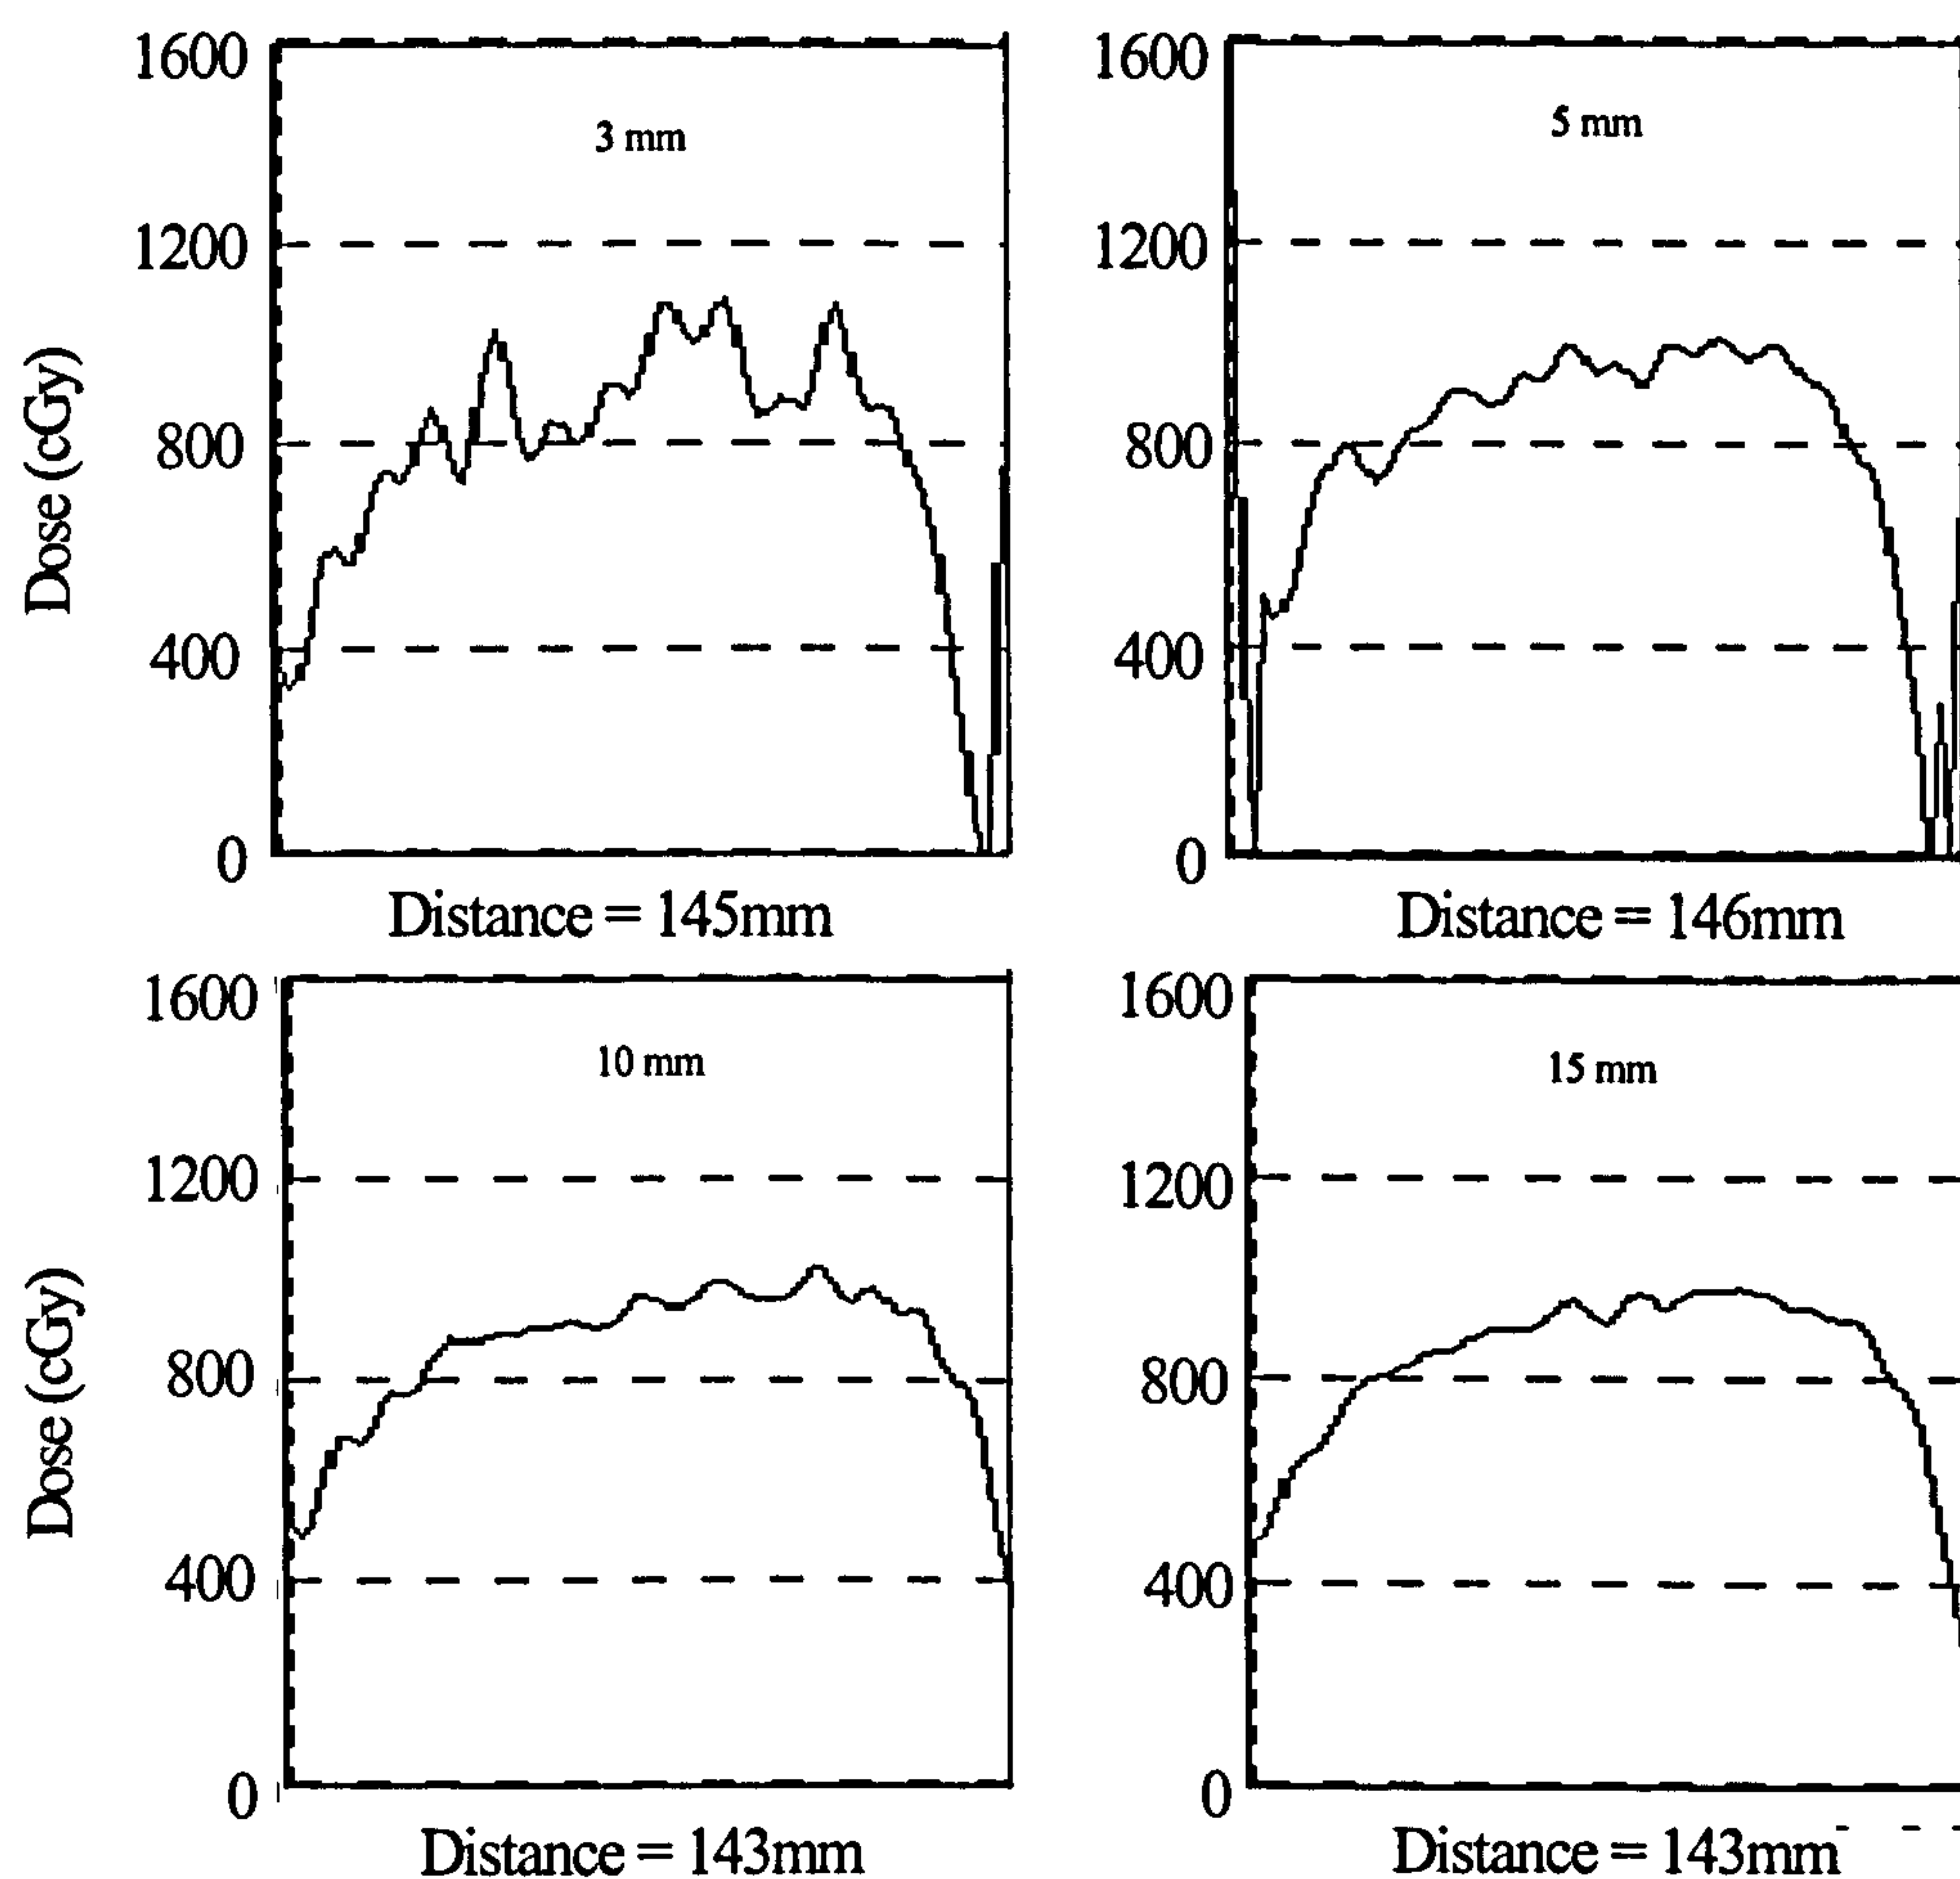 1600
3 mm
1200
Dose (cGy)
800
400
0
Distance = 145mm
1600
5 mm
1200
800
400
0
Distance = 146mm
1600
10 mm
1200
Dose (cGy)
800
400
0
Distance = 143mm
1600
15 mm
1200
800
400
0
Distance = 143mm